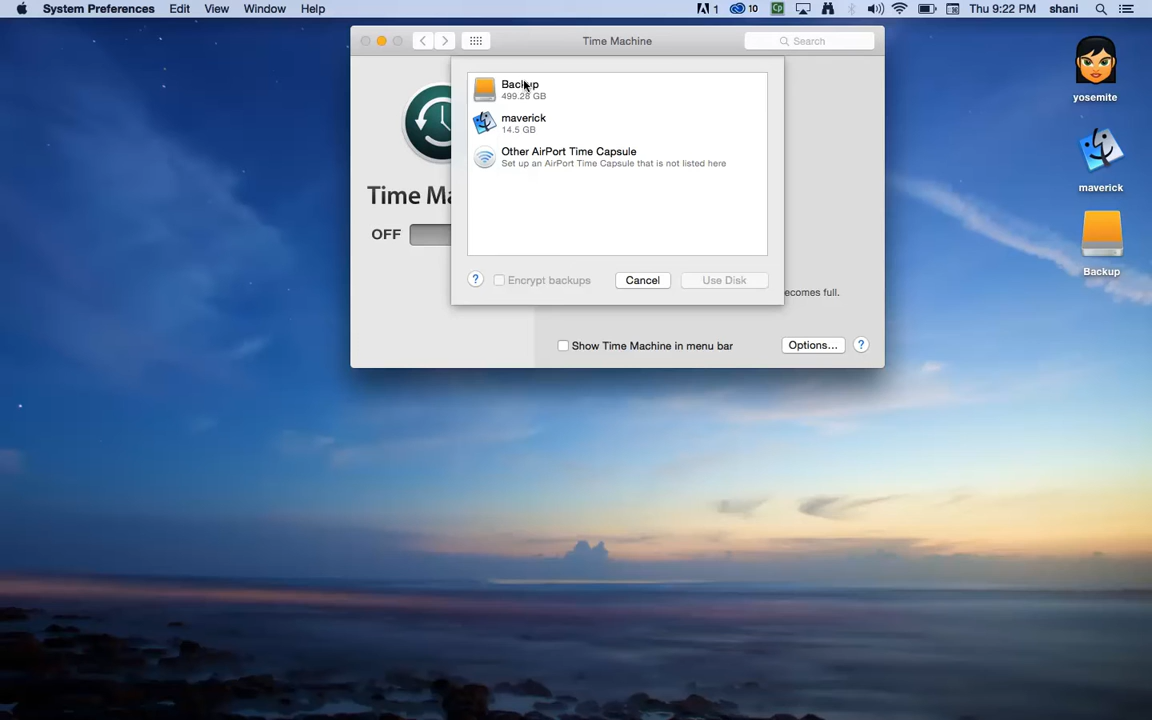 System Preferences Edit View Window Help 1 10 Cp Thu 9:22 PM shani
Time Machine
Search
Backup
499.28 GB
maverick
14.5 GB
Other AirPort Time Capsule
Set up an AirPort Time Capsule that is not listed here
Time Ma
OFF
? Encrypt backups Cancel Use Disk
ecomes full.
Show Time Machine in menu bar Options... ?
yosemite
maverick
Backup